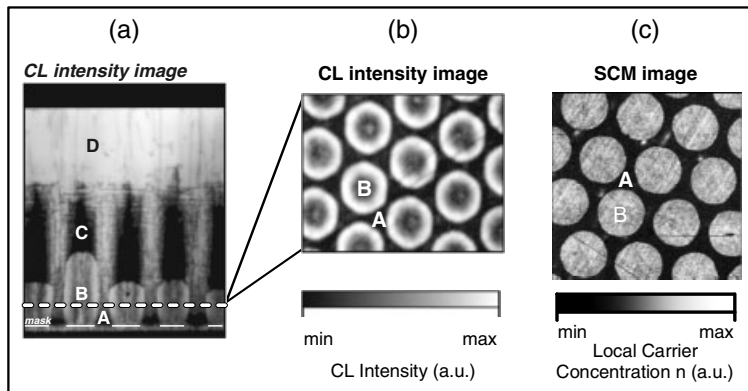 (a)
CL intensity image
D
C
B
A
mask
(b)
CL intensity image
B
A
min max
CL Intensity (a.u.)
(c)
SCM image
A
B
min max
Local Carrier
Concentration n (a.u.)